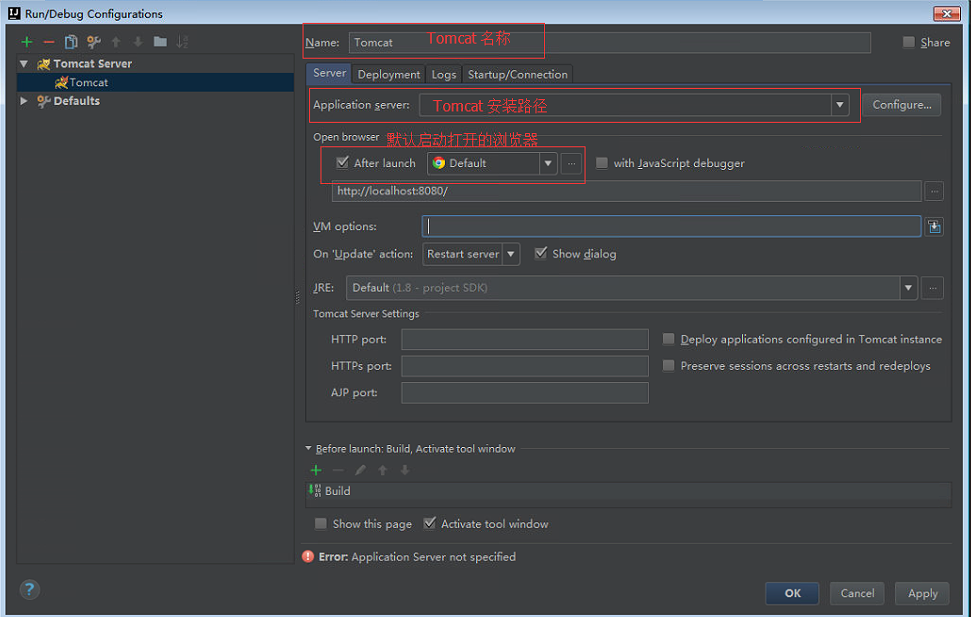 Run/Debug Configurations
Name: Tomcat Tomcat 名称 Share
Tomcat Server
Tomcat
Defaults
Server Deployment Logs Startup/Connection
Application server: Tomcat 安装路径 Configure...
Open browser 默认启动打开的浏览器
After launch Default ... with JavaScript debugger
http://localhost:8080/ ...
VM options:
On 'Update' action: Restart server Show dialog
JRE: Default (1.8 - project SDK) ...
Tomcat Server Settings
HTTP port: Deploy applications configured in Tomcat instance
HTTPs port: Preserve sessions across restarts and redeploys
AJP port:
Before launch: Build, Activate tool window
Build
Show this page Activate tool window
Error: Application Server not specified
? OK Cancel Apply